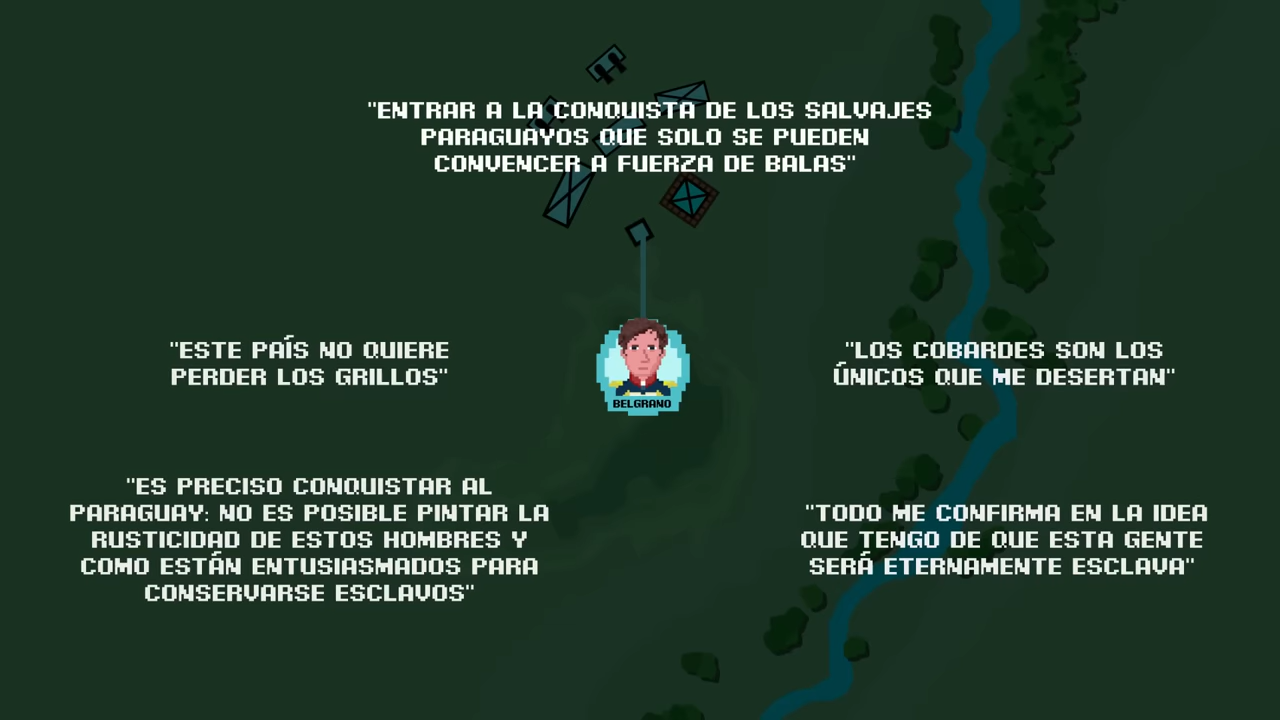 "ENTRAR A LA CONQUISTA DE LOS SALVAJES
PARAGUAYOS QUE SOLO SE PUEDEN
CONVENCER A FUERZA DE BALAS"
"ESTE PAÍS NO QUIERE
PERDER LOS GRILLOS"
BELGRANO
"LOS COBARDES SON LOS
ÚNICOS QUE ME DESERTAN"
"ES PRECISO CONQUISTAR AL
PARAGUAY: NO ES POSIBLE PINTAR LA
RUSTICIDAD DE ESTOS HOMBRES Y
COMO ESTÁN ENTUSIASMADOS PARA
CONSERVARSE ESCLAVOS"
"TODO ME CONFIRMA EN LA IDEA
QUE TENGO DE QUE ESTA GENTE
SERÁ ETERNAMENTE ESCLAVA"